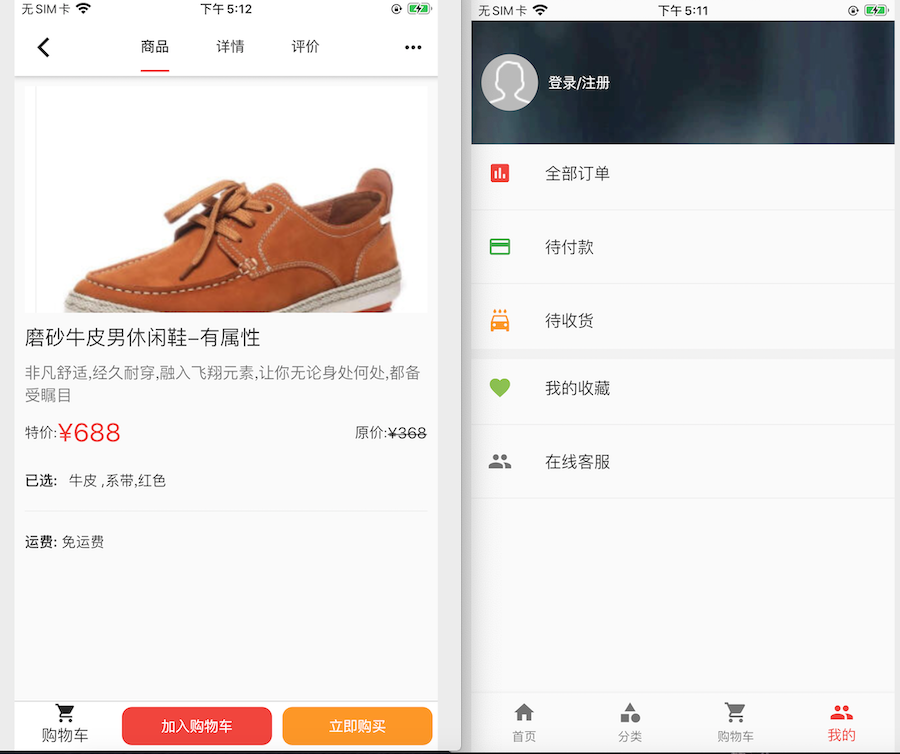 无SIM卡 下午5:12
商品 详情 评价
磨砂牛皮男休闲鞋–有属性
非凡舒适,经久耐穿,融入飞翔元素,让你无论身处何处,都备
受瞩目
特价:¥688 原价:¥368
已选: 牛皮 ,系带,红色
运费: 免运费
购物车 加入购物车 立即购买
无SIM卡 下午5:11
登录/注册
全部订单
待付款
待收货
我的收藏
在线客服
首页 分类 购物车 我的